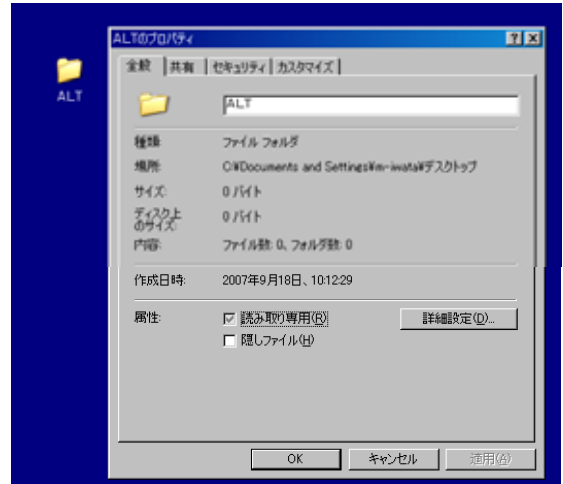 ALTのプロパティ
ALT
全般 共有 セキュリティ カスタマイズ
ALT
種類: ファイル フォルダ
場所: C:¥Documents and Settings¥m-iwata¥デスクトップ
サイズ: 0 バイト
ディスク上
のサイズ: 0 バイト
内容: ファイル数: 0、フォルダ数: 0
作成日時: 2007年9月18日、10:12:29
属性: 読み取り専用(R) 詳細設定(D)...
隠しファイル(H)
OK キャンセル 適用(A)